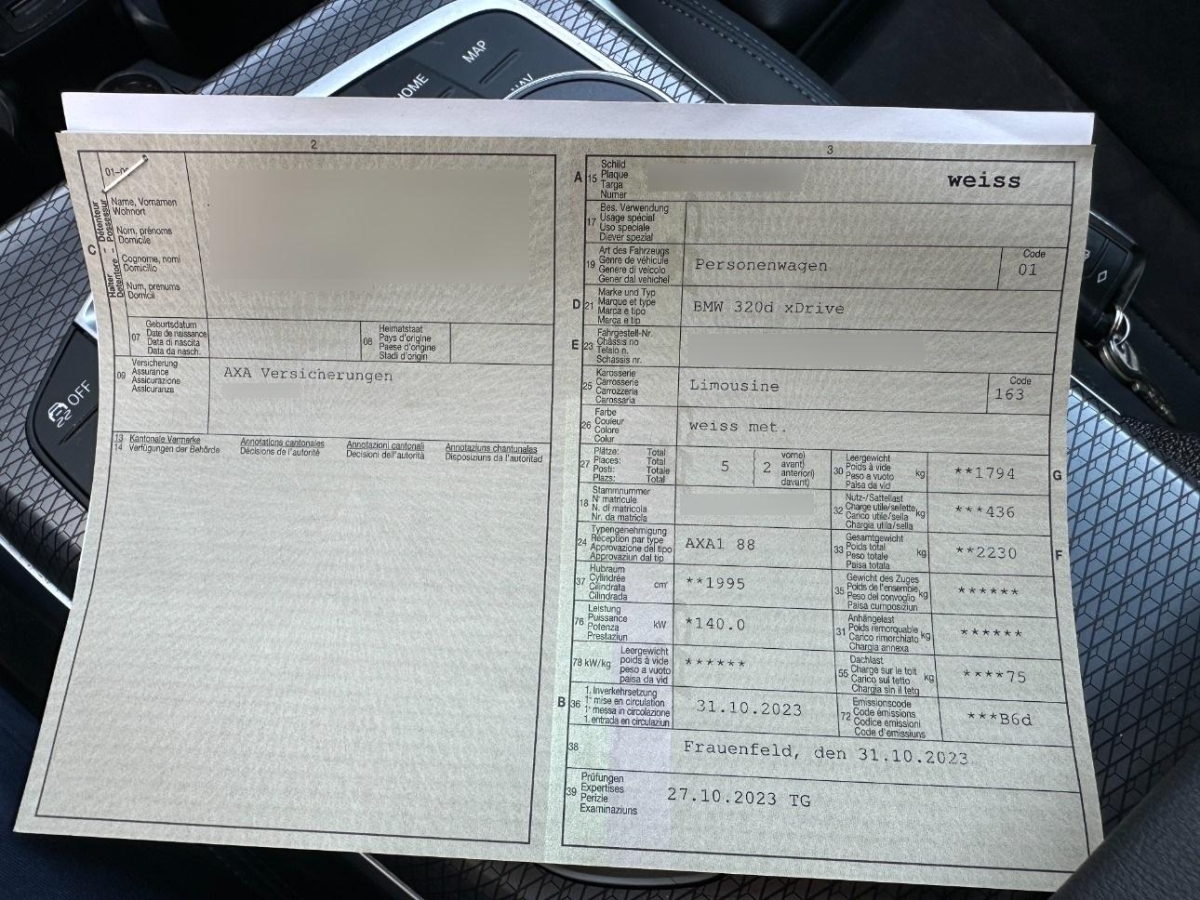 MAP
HOME
NAV
OFF
2
3
C
Halter - Détenteur
Detentore - Possessur
Name, Vornamen
Wohnort
Nom, prénoms
Domicile
Cognome, nomi
Domicilio
Num, prenums
Domicil
07
Geburtsdatum
Date de naissance
Data di nascita
Data da nasch.
08
Heimatstaat
Pays d'origine
Paese d'origine
Stadi d'origin
09
Versicherung
Assurance
Assicurazione
Assicuranza
AXA Versicherungen
13 Kantonale Vermerke
14 Verfügungen der Behörde
Annotations cantonales
Décisions de l'autorité
Annotazioni cantonali
Decisioni dell'autorità
Annotaziuns chantunalas
Disposiziuns da l'autoritad
A 15
Schild
Plaque
Targa
Numer
weiss
17
Bes. Verwendung
Usage spécial
Uso speciale
Diever spezial
19
Art des Fahrzeugs
Genre de véhicule
Genere di veicolo
Gener dal vehichel
Personenwagen
Code
01
D 21
Marke und Typ
Marque et type
Marca e tipo
Marca e tip
BMW 320d xDrive
E 23
Fahrgestell-Nr.
Châssis no
Telaio n.
Schassis nr.
25
Karosserie
Carrosserie
Carrozzeria
Carossaria
Limousine
Code
163
26
Farbe
Couleur
Colore
Colur
weiss met.
27
Plätze: Total
Places: Total
Posti: Totale
Plazs: Total
5
2
vorne)
avant)
anteriori)
davant)
30
Leergewicht
Poids à vide
Peso a vuoto
Paisa da vid
kg
**1794
G
18
Stammnummer
N° matricule
N. di matricola
Nr. da matricla
32
Nutz-/Sattellast
Charge utile/sellette
Carico utile/sella
Chargia utila/sella
kg
***436
24
Typengenehmigung
Réception par type
Approvazione del tipo
Approvaziun dal tip
AXA1 88
33
Gesamtgewicht
Poids total
Peso totale
Paisa totala
kg
**2230
F
37
Hubraum
Cylindrée
Cilindrata
Cilindrada
cm³
**1995
35
Gewicht des Zuges
Poids de l'ensemble
Peso del convoglio
Paisa cumposiziun
kg
******
76
Leistung
Puissance
Potenza
Prestaziun
kW
*140.0
31
Anhängelast
Poids remorquable
Carico rimorchiato
Chargia annexa
kg
******
78 kW/kg
Leergewicht
poids à vide
peso a vuoto
paisa da vid
******
55
Dachlast
Charge sur le toit
Carico sul tetto
Chargia sin il tetg
kg
****75
B 36
1. Inverkehrsetzung
1re mise en circulation
1a messa in circolazione
1. entrada en circulaziun
31.10.2023
72
Emissionscode
Code émissions
Codice emissioni
Code d'emissiuns
***B6d
38
Frauenfeld, den 31.10.2023
39
Prüfungen
Expertises
Perizie
Examinaziuns
27.10.2023 TG